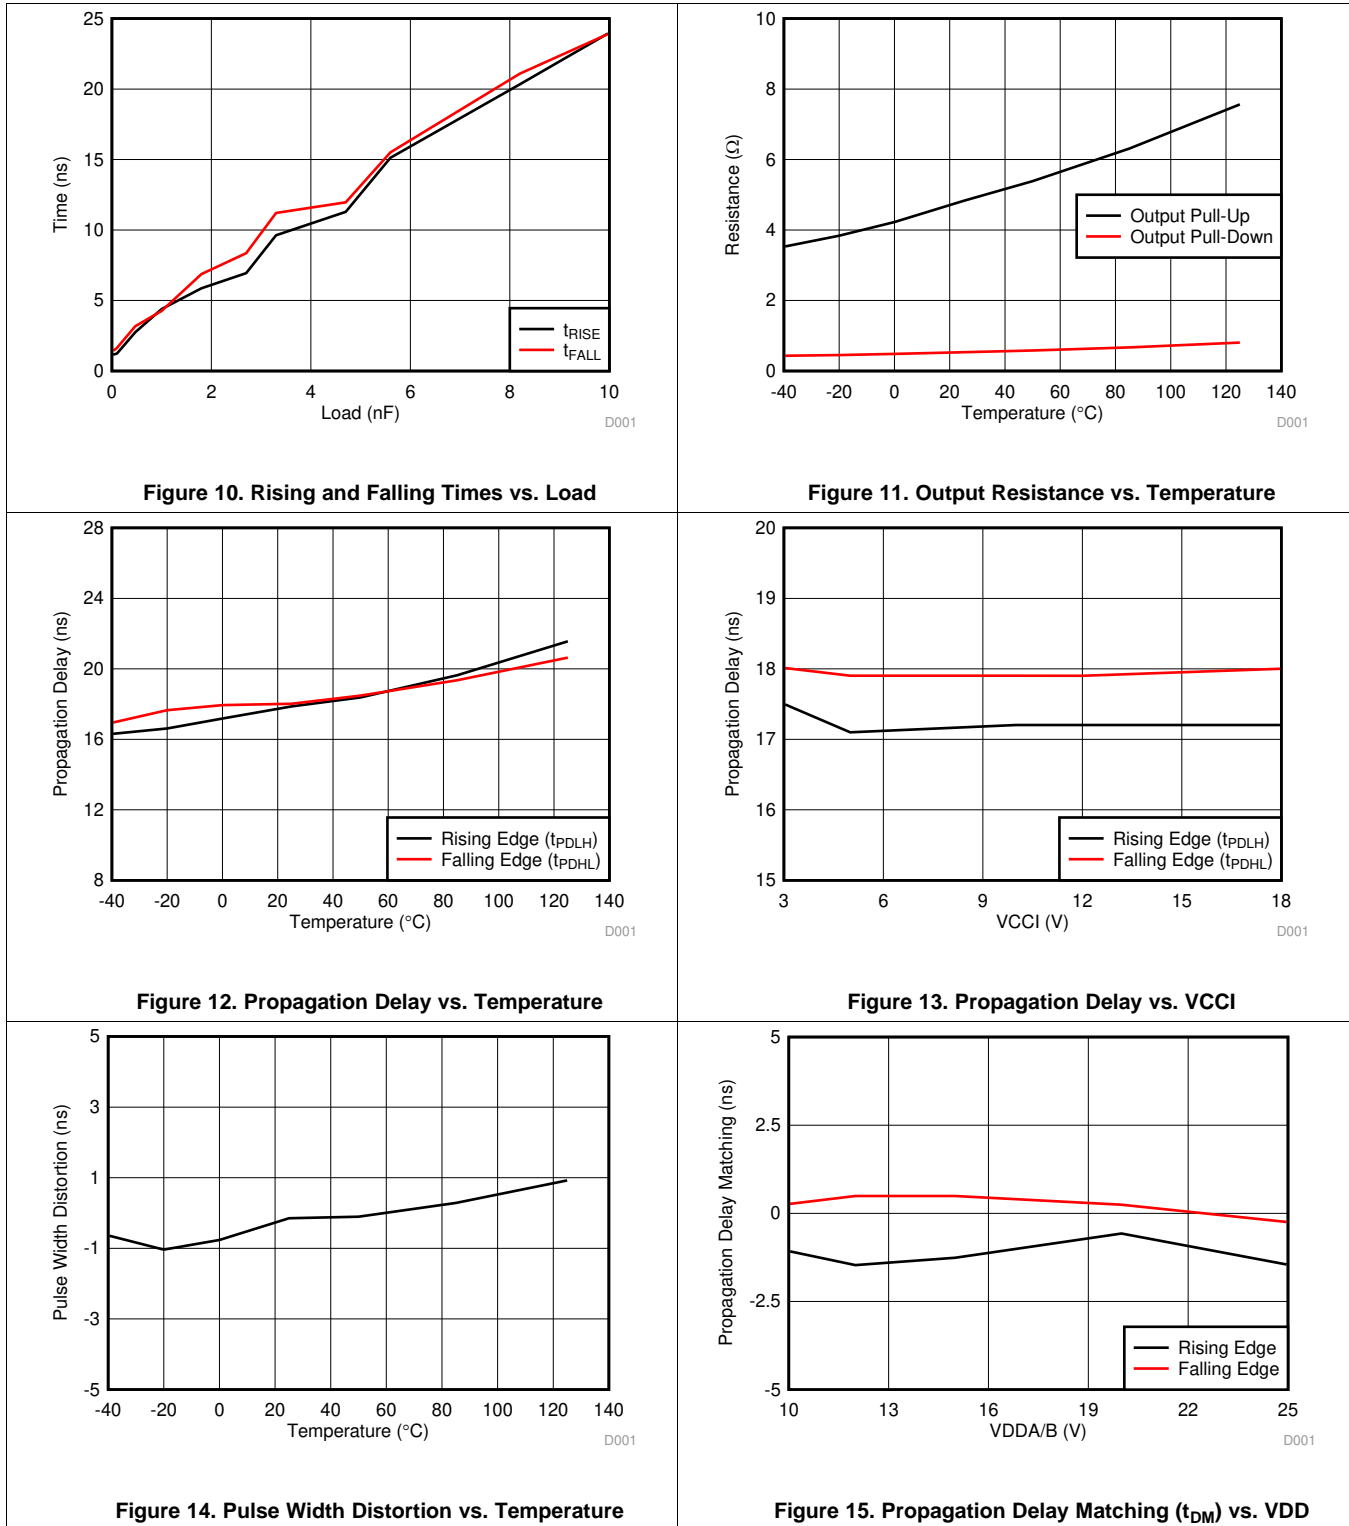 25
20
15
10
5
0
Time (ns)
0 2 4 6 8 10
Load (nF)
t_RISE
t_FALL
D001
Figure 10. Rising and Falling Times vs. Load
10
8
6
4
2
0
Resistance (Ω)
-40 -20 0 20 40 60 80 100 120 140
Temperature (°C)
Output Pull-Up
Output Pull-Down
D001
Figure 11. Output Resistance vs. Temperature
28
24
20
16
12
8
Propagation Delay (ns)
-40 -20 0 20 40 60 80 100 120 140
Temperature (°C)
Rising Edge (t_PDLH)
Falling Edge (t_PDHL)
D001
Figure 12. Propagation Delay vs. Temperature
20
19
18
17
16
15
Propagation Delay (ns)
3 6 9 12 15 18
VCCI (V)
Rising Edge (t_PDLH)
Falling Edge (t_PDHL)
D001
Figure 13. Propagation Delay vs. VCCI
5
3
1
-1
-3
-5
Pulse Width Distortion (ns)
-40 -20 0 20 40 60 80 100 120 140
Temperature (°C)
D001
Figure 14. Pulse Width Distortion vs. Temperature
5
2.5
0
-2.5
-5
Propagation Delay Matching (ns)
10 13 16 19 22 25
VDDA/B (V)
Rising Edge
Falling Edge
D001
Figure 15. Propagation Delay Matching (t_DM) vs. VDD